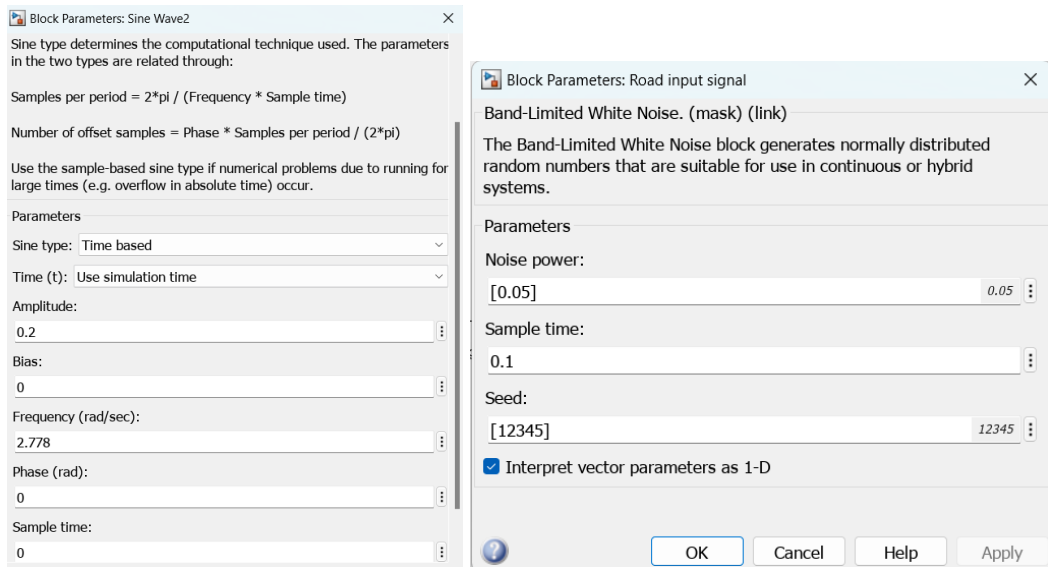 Block Parameters: Sine Wave2
Sine type determines the computational technique used. The parameters
in the two types are related through:
Samples per period = 2*pi / (Frequency * Sample time)
Number of offset samples = Phase * Samples per period / (2*pi)
Use the sample-based sine type if numerical problems due to running for
large times (e.g. overflow in absolute time) occur.
Parameters
Sine type: Time based
Time (t): Use simulation time
Amplitude:
0.2
Bias:
0
Frequency (rad/sec):
2.778
Phase (rad):
0
Sample time:
0
Block Parameters: Road input signal
Band-Limited White Noise. (mask) (link)
The Band-Limited White Noise block generates normally distributed
random numbers that are suitable for use in continuous or hybrid
systems.
Parameters
Noise power:
[0.05] 0.05
Sample time:
0.1
Seed:
[12345] 12345
Interpret vector parameters as 1-D
OK Cancel Help Apply